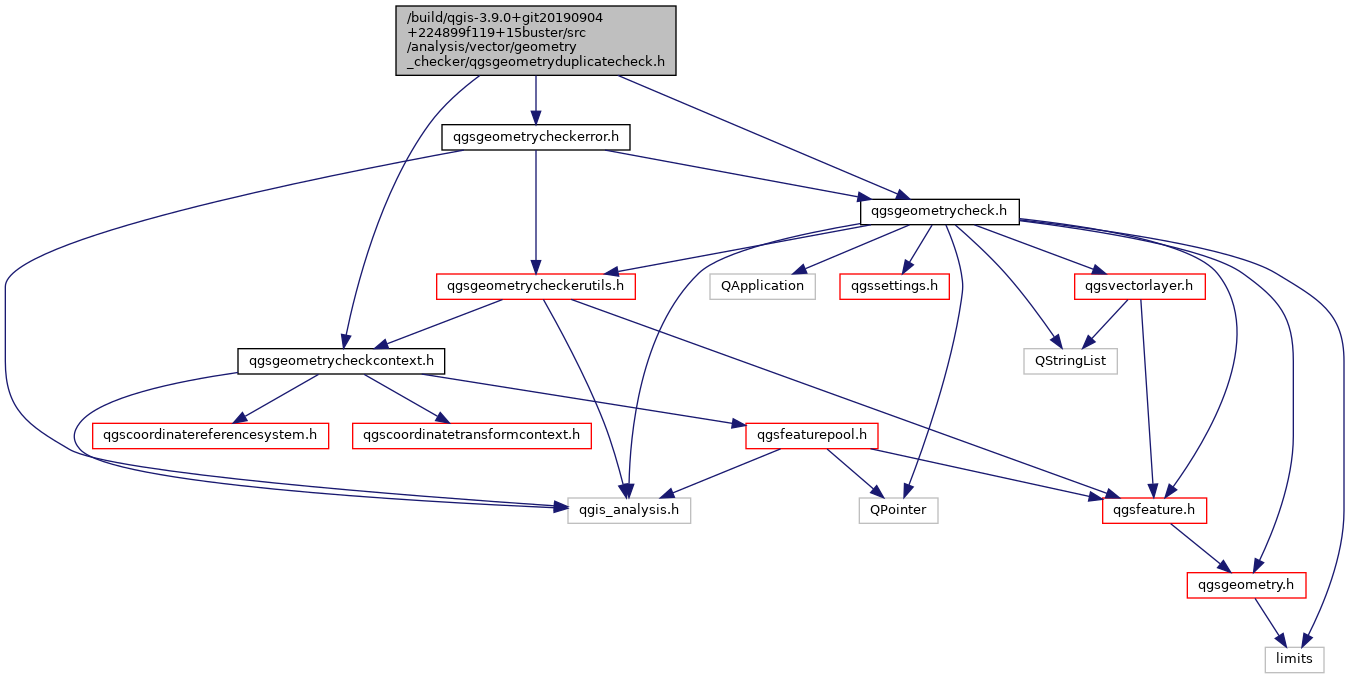 /build/qgis-3.9.0+git20190904
+224899f119+15buster/src
/analysis/vector/geometry
_checker/qgsgeometryduplicatecheck.h
qgsgeometrycheckerror.h
qgsgeometrycheck.h
qgsgeometrycheckerutils.h
QApplication
qgssettings.h
qgsvectorlayer.h
qgsgeometrycheckcontext.h
QStringList
qgscoordinatereferencesystem.h
qgscoordinatetransformcontext.h
qgsfeaturepool.h
qgis_analysis.h
QPointer
qgsfeature.h
qgsgeometry.h
limits